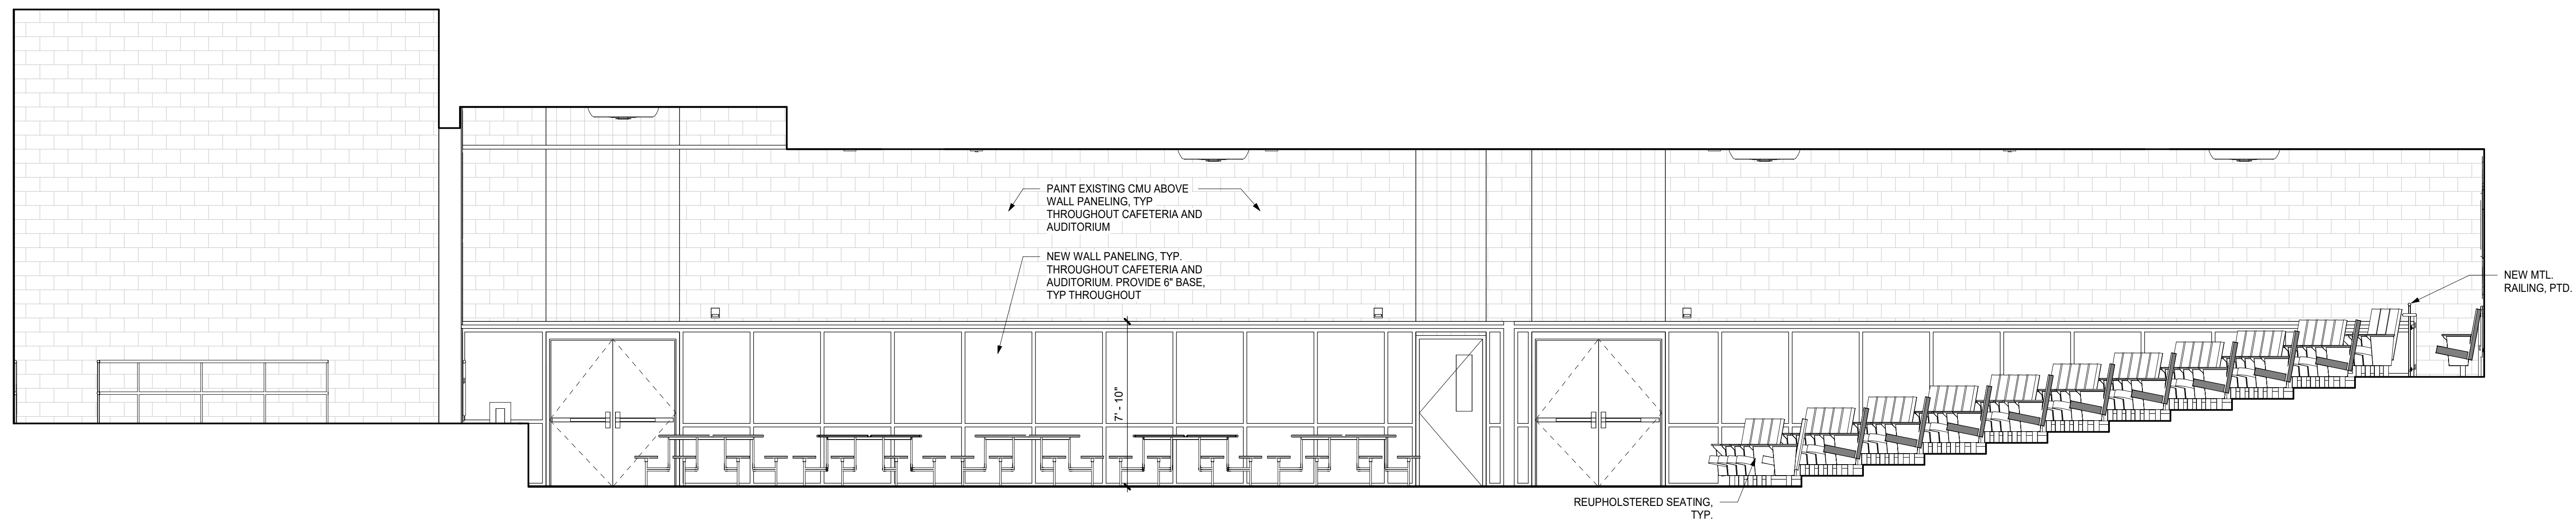 PAINT EXISTING CMU ABOVE
WALL PANELING, TYP
THROUGHOUT CAFETERIA AND
AUDITORIUM
NEW WALL PANELING, TYP.
THROUGHOUT CAFETERIA AND
AUDITORIUM. PROVIDE 6" BASE,
TYP THROUGHOUT
NEW MTL.
RAILING, PTD.
7' - 10"
REUPHOLSTERED SEATING,
TYP.